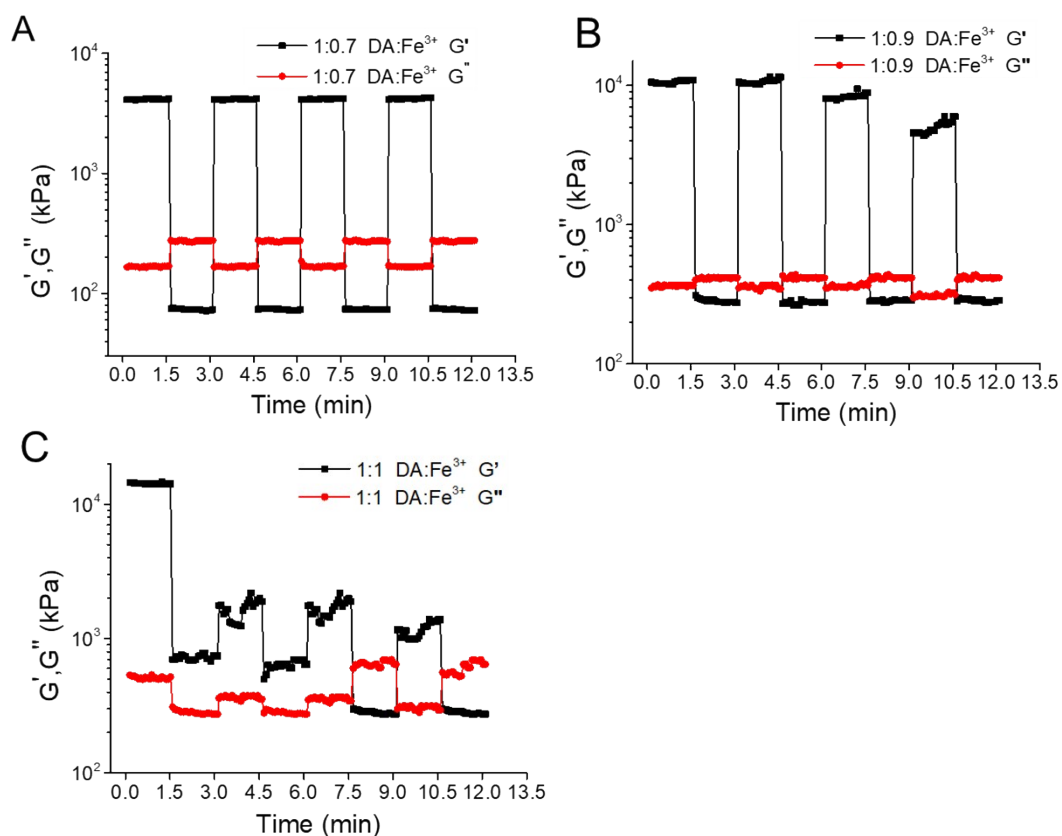 A
1:0.7 DA:Fe³⁺ G'
1:0.7 DA:Fe³⁺ G"
10⁴
10³
10²
G',G" (kPa)
0.0 1.5 3.0 4.5 6.0 7.5 9.0 10.5 12.0 13.5
Time (min)
B
1:0.9 DA:Fe³⁺ G'
1:0.9 DA:Fe³⁺ G"
10⁴
10³
10²
G',G" (kPa)
0.0 1.5 3.0 4.5 6.0 7.5 9.0 10.5 12.0 13.5
Time (min)
C
1:1 DA:Fe³⁺ G'
1:1 DA:Fe³⁺ G"
10⁴
10³
10²
G',G" (kPa)
0.0 1.5 3.0 4.5 6.0 7.5 9.0 10.5 12.0 13.5
Time (min)